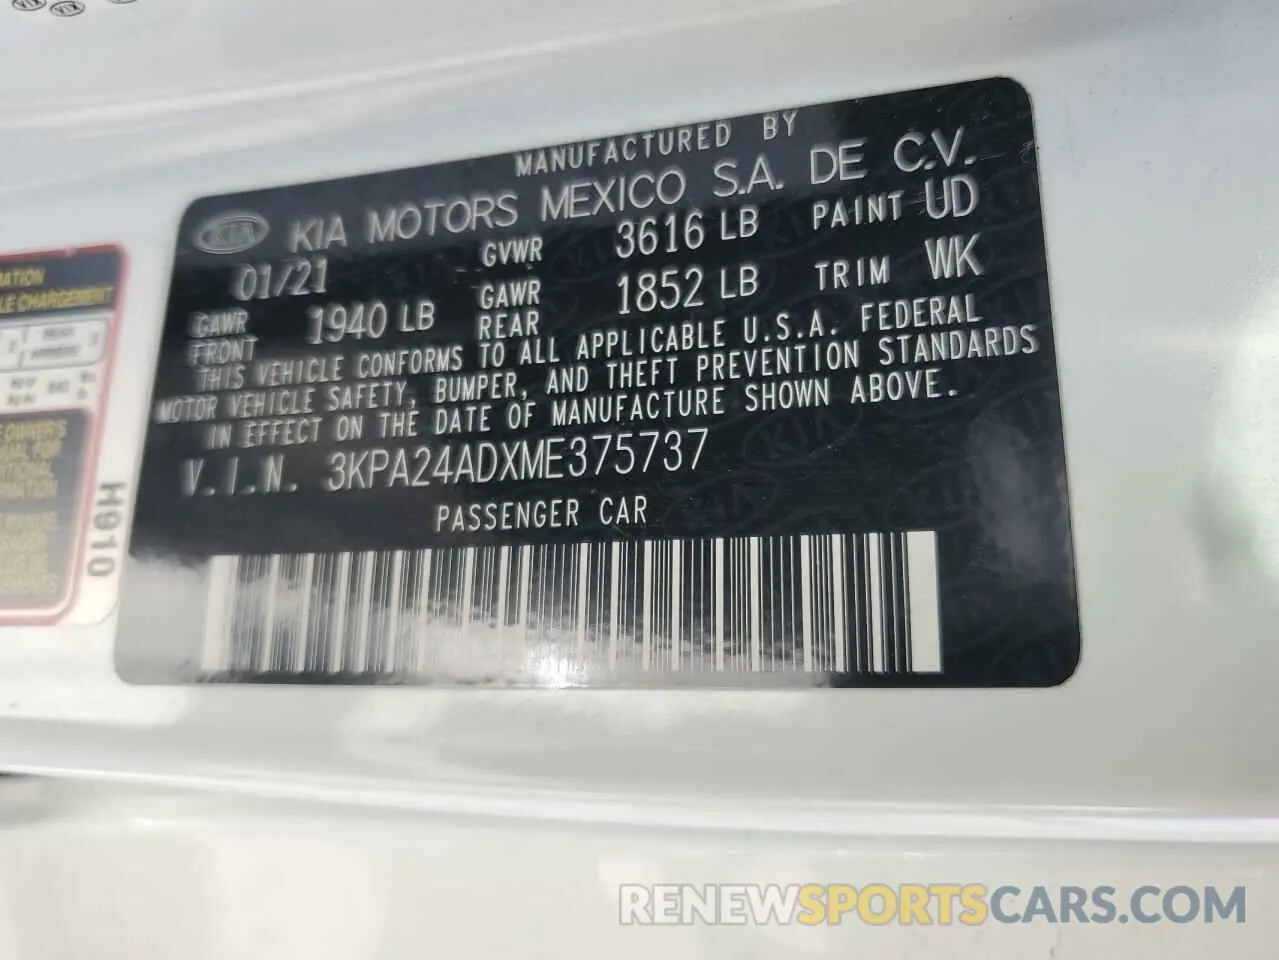 MANUFACTURED BY
KIA KIA MOTORS MEXICO S.A. DE C.V.
01/21 GVWR 3616 LB PAINT UD
GAWR FRONT 1940 LB GAWR REAR 1852 LB TRIM WK
THIS VEHICLE CONFORMS TO ALL APPLICABLE U.S.A. FEDERAL
MOTOR VEHICLE SAFETY, BUMPER, AND THEFT PREVENTION STANDARDS
IN EFFECT ON THE DATE OF MANUFACTURE SHOWN ABOVE.
V.I.N. 3KPA24ADXME375737
PASSENGER CAR
H910
RENEWSPORTSCARS.COM